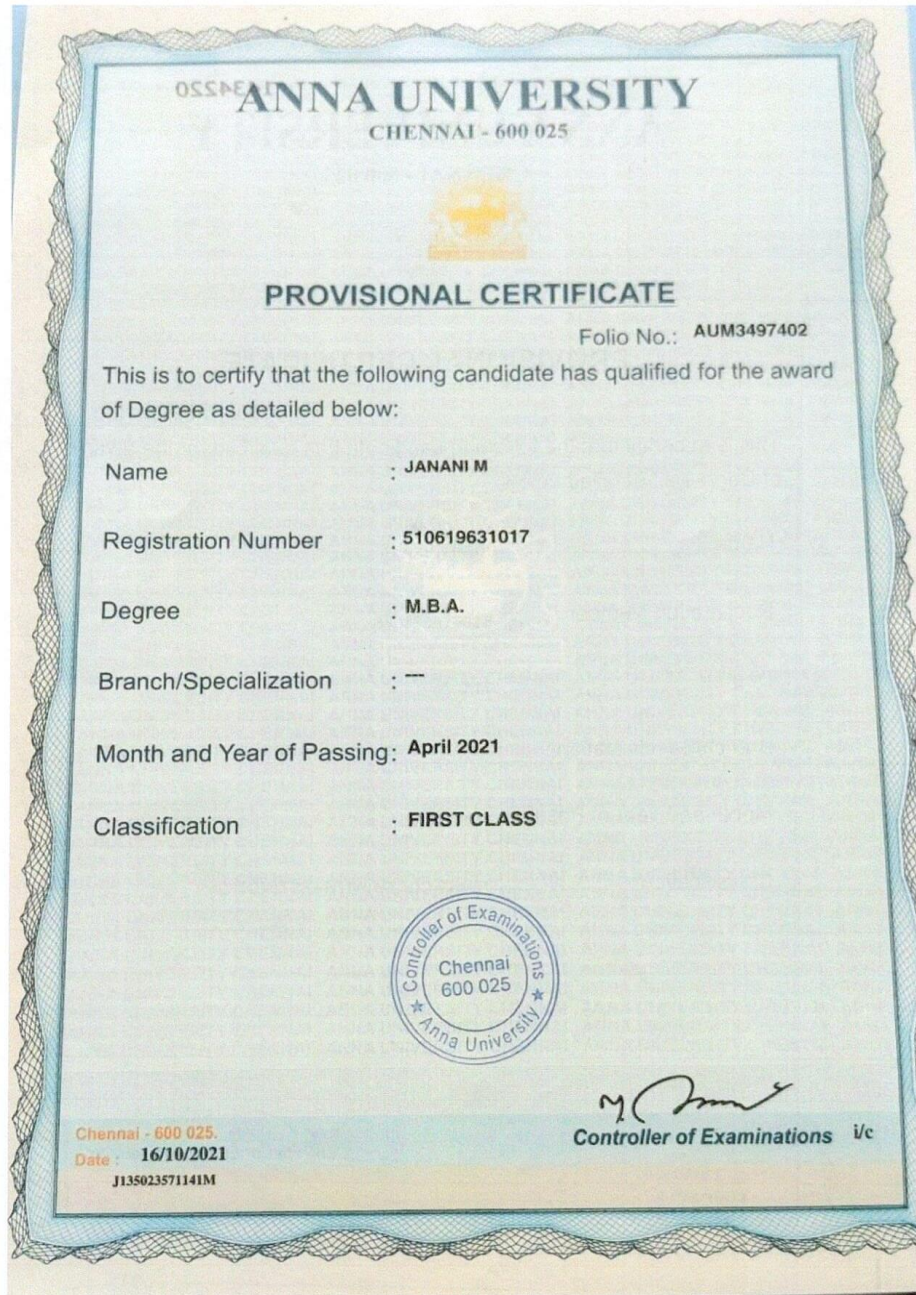 ANNA UNIVERSITY
CHENNAI - 600 025
PROVISIONAL CERTIFICATE
Folio No.: AUM3497402
This is to certify that the following candidate has qualified for the award
of Degree as detailed below:
Name : JANANI M
Registration Number : 510619631017
Degree : M.B.A.
Branch/Specialization : ---
Month and Year of Passing: April 2021
Classification : FIRST CLASS
Controller of Examinations
Chennai
600 025
★ Anna University ★
Chennai - 600 025.
Date : 16/10/2021
J135023571141M
Controller of Examinations i/c